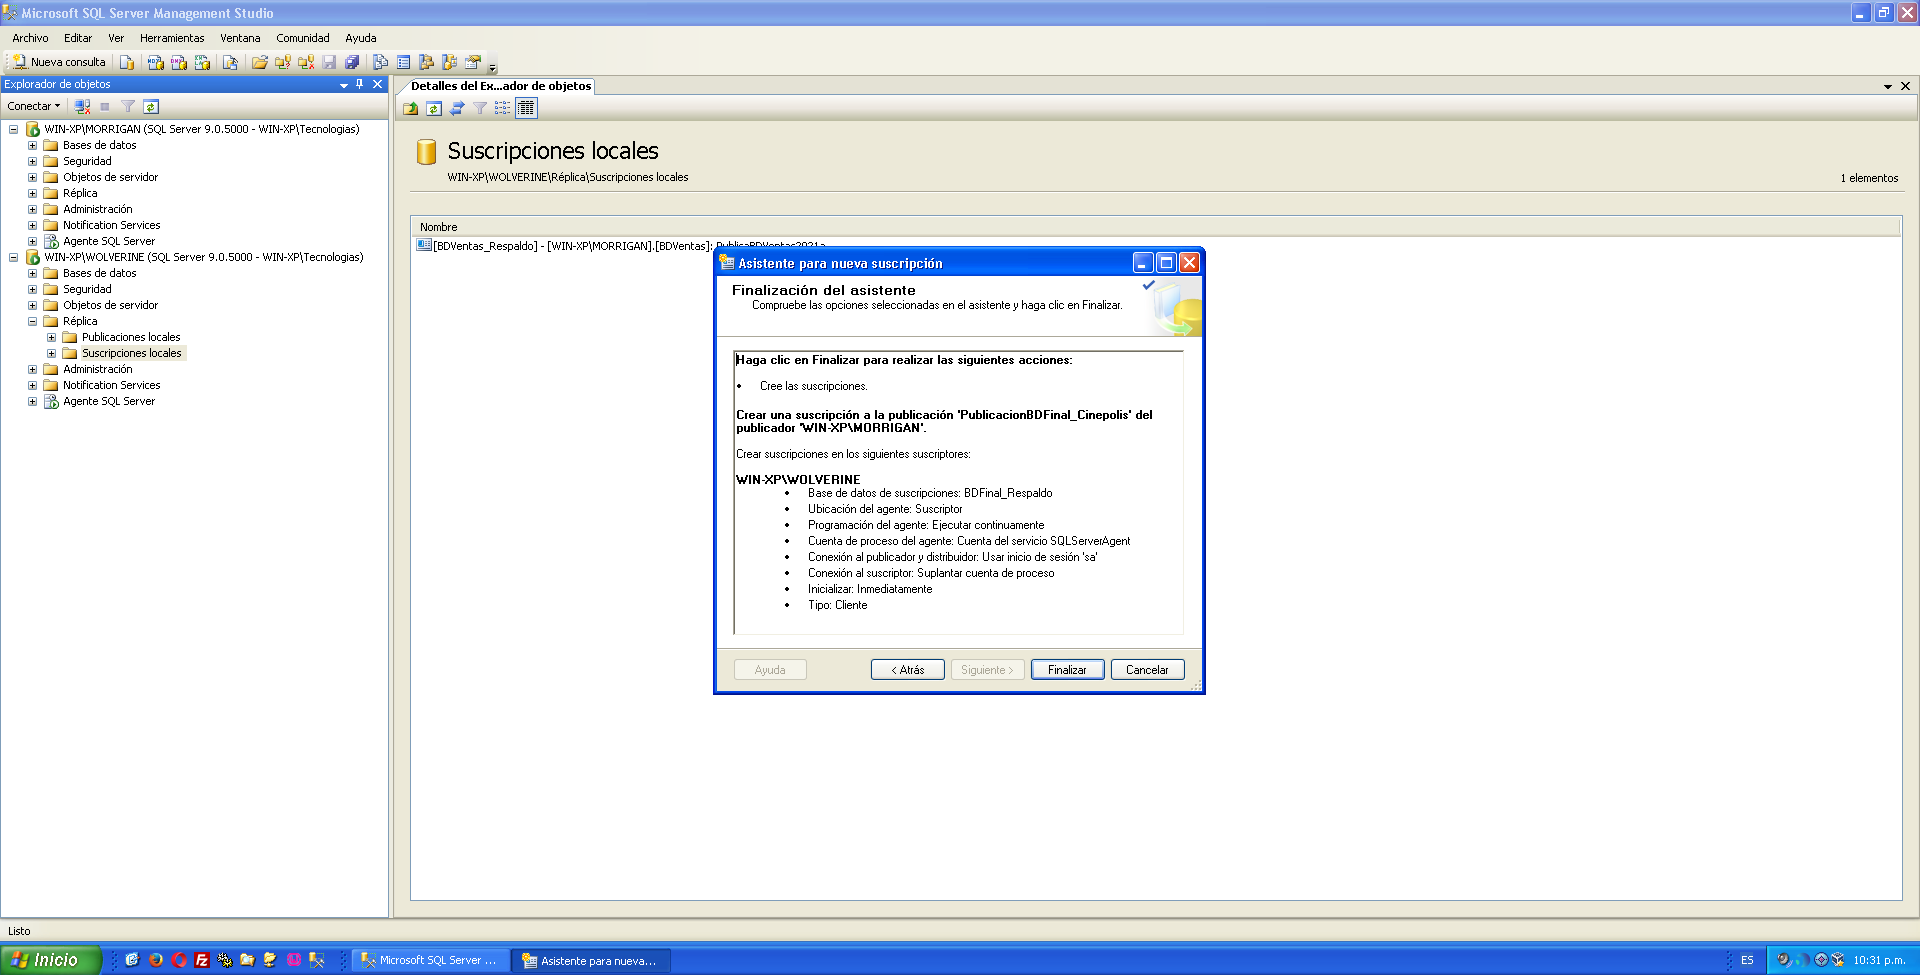 Microsoft SQL Server Management Studio
Archivo Editar Ver Herramientas Ventana Comunidad Ayuda
Nueva consulta
Explorador de objetos
Conectar
WIN-XP\MORRIGAN (SQL Server 9.0.5000 - WIN-XP\Tecnologias)
Bases de datos
Seguridad
Objetos de servidor
Réplica
Administración
Notification Services
Agente SQL Server
WIN-XP\WOLVERINE (SQL Server 9.0.5000 - WIN-XP\Tecnologias)
Bases de datos
Seguridad
Objetos de servidor
Réplica
Publicaciones locales
Suscripciones locales
Administración
Notification Services
Agente SQL Server
Detalles del Ex...ador de objetos
Suscripciones locales
WIN-XP\WOLVERINE\Réplica\Suscripciones locales
1 elementos
Nombre
[BDVentas_Respaldo] - [WIN-XP\MORRIGAN].[BDVentas]: PublicaBDVentas2021a
Asistente para nueva suscripción
Finalización del asistente
Compruebe las opciones seleccionadas en el asistente y haga clic en Finalizar.
Haga clic en Finalizar para realizar las siguientes acciones:
• Cree las suscripciones.
Crear una suscripción a la publicación 'PublicacionBDFinal_Cinepolis' del
publicador 'WIN-XP\MORRIGAN'.
Crear suscripciones en los siguientes suscriptores:
WIN-XP\WOLVERINE
• Base de datos de suscripciones: BDFinal_Respaldo
• Ubicación del agente: Suscriptor
• Programación del agente: Ejecutar continuamente
• Cuenta de proceso del agente: Cuenta del servicio SQLServerAgent
• Conexión al publicador y distribuidor: Usar inicio de sesión 'sa'
• Conexión al suscriptor: Suplantar cuenta de proceso
• Inicializar: Inmediatamente
• Tipo: Cliente
Ayuda < Atrás Siguiente > Finalizar Cancelar
Listo
Inicio Microsoft SQL Server ... Asistente para nueva... ES 10:31 p.m.